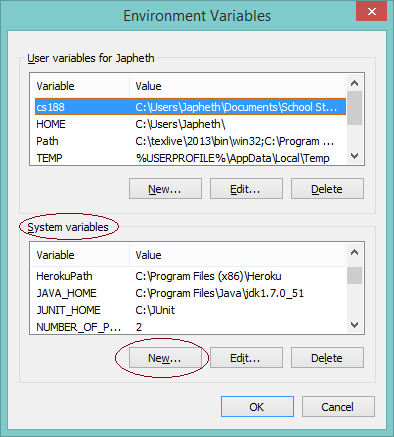 Environment Variables
User variables for Japheth
Variable Value
cs188 C:\Users\Japheth\Documents\School St...
HOME C:\Users\Japheth\
Path C:\texlive\2013\bin\win32;C:\Program ...
TEMP %USERPROFILE%\AppData\Local\Temp
New... Edit... Delete
System variables
Variable Value
HerokuPath C:\Program Files (x86)\Heroku
JAVA_HOME C:\Program Files\Java\jdk1.7.0_51
JUNIT_HOME C:\JUnit
NUMBER_OF_P... 2
New... Edit... Delete
OK Cancel